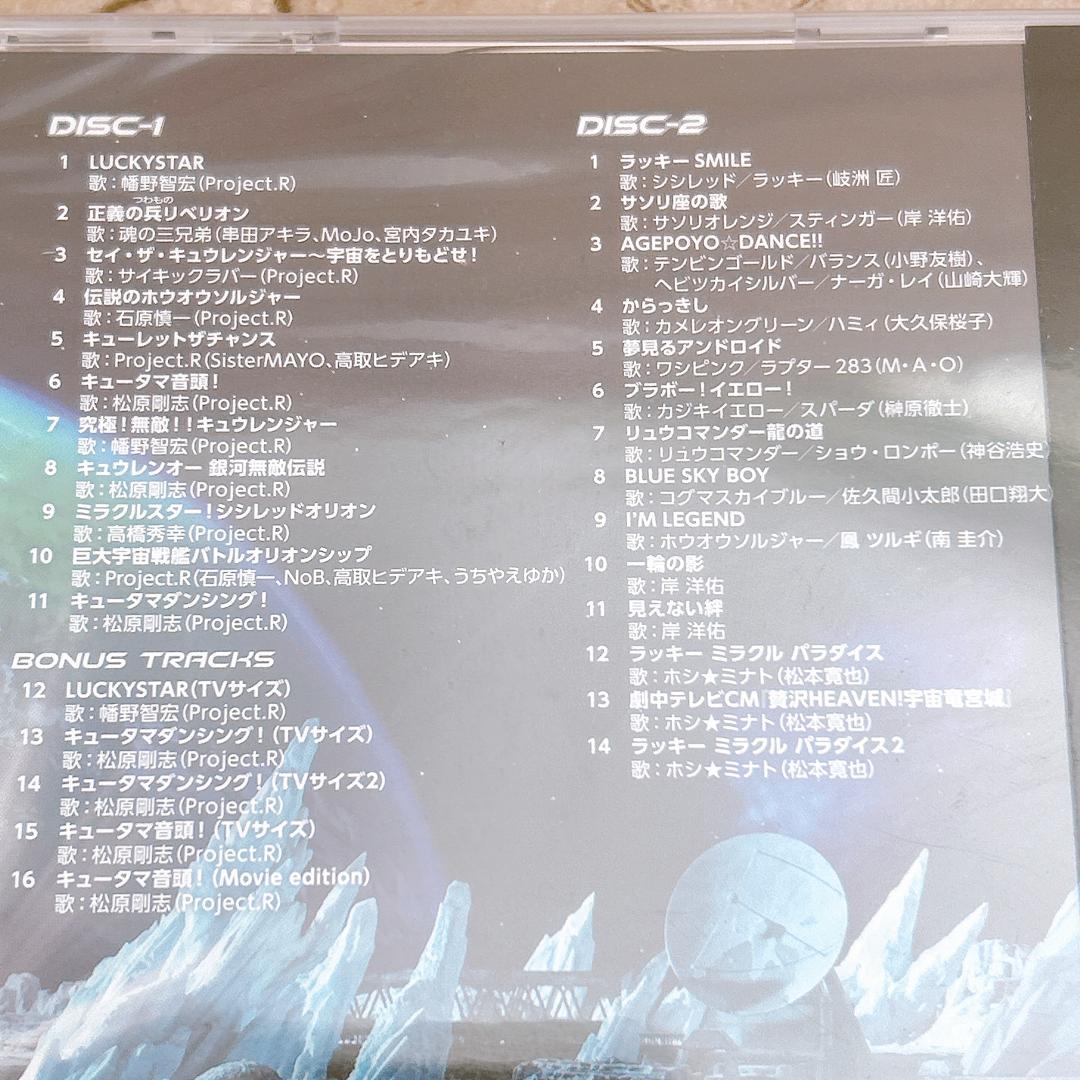 DISC-1
1 LUCKYSTAR
歌：幡野智宏(Project.R)
つわもの
2 正義の兵リベリオン
歌：魂の三兄弟(串田アキラ、MoJo、宮内タカユキ)
3 セイ・ザ・キュウレンジャー～宇宙をとりもどせ！
歌：サイキックラバー(Project.R)
4 伝説のホウオウソルジャー
歌：石原慎一(Project.R)
5 キューレットザチャンス
歌：Project.R(SisterMAYO、高取ヒデアキ)
6 キュータマ音頭！
歌：松原剛志(Project.R)
7 究極！無敵！！キュウレンジャー
歌：幡野智宏(Project.R)
8 キュウレンオー 銀河無敵伝説
歌：松原剛志(Project.R)
9 ミラクルスター！シシレッドオリオン
歌：高橋秀幸(Project.R)
10 巨大宇宙戦艦バトルオリオンシップ
歌：Project.R(石原慎一、NoB、高取ヒデアキ、うちやえゆか)
11 キュータマダンシング！
歌：松原剛志(Project.R)
BONUS TRACKS
12 LUCKYSTAR(TVサイズ)
歌：幡野智宏(Project.R)
13 キュータマダンシング！(TVサイズ)
歌：松原剛志(Project.R)
14 キュータマダンシング！(TVサイズ2)
歌：松原剛志(Project.R)
15 キュータマ音頭！(TVサイズ)
歌：松原剛志(Project.R)
16 キュータマ音頭！(Movie edition)
歌：松原剛志(Project.R)
DISC-2
1 ラッキー SMILE
歌：シシレッド／ラッキー(岐洲 匠)
2 サソリ座の歌
歌：サソリオレンジ／スティンガー(岸 洋佑)
3 AGEPOYO☆DANCE!!
歌：テンビンゴールド／バランス(小野友樹)、
ヘビツカイシルバー／ナーガ・レイ(山崎大輝)
4 からっきし
歌：カメレオングリーン／ハミィ(大久保桜子)
5 夢見るアンドロイド
歌：ワシピンク／ラプター 283(M・A・O)
6 ブラボー！イエロー！
歌：カジキイエロー／スパーダ(榊原徹士)
7 リュウコマンダー龍の道
歌：リュウコマンダー／ショウ・ロンポー(神谷浩史)
8 BLUE SKY BOY
歌：コグマスカイブルー／佐久間小太郎(田口翔大)
9 I'M LEGEND
歌：ホウオウソルジャー／鳳 ツルギ(南 圭介)
10 一輪の影
歌：岸 洋佑
11 見えない絆
歌：岸 洋佑
12 ラッキー ミラクル パラダイス
歌：ホシ★ミナト(松本寛也)
13 劇中テレビCM『贅沢HEAVEN!宇宙竜宮城』
歌：ホシ★ミナト(松本寛也)
14 ラッキー ミラクル パラダイス2
歌：ホシ★ミナト(松本寛也)